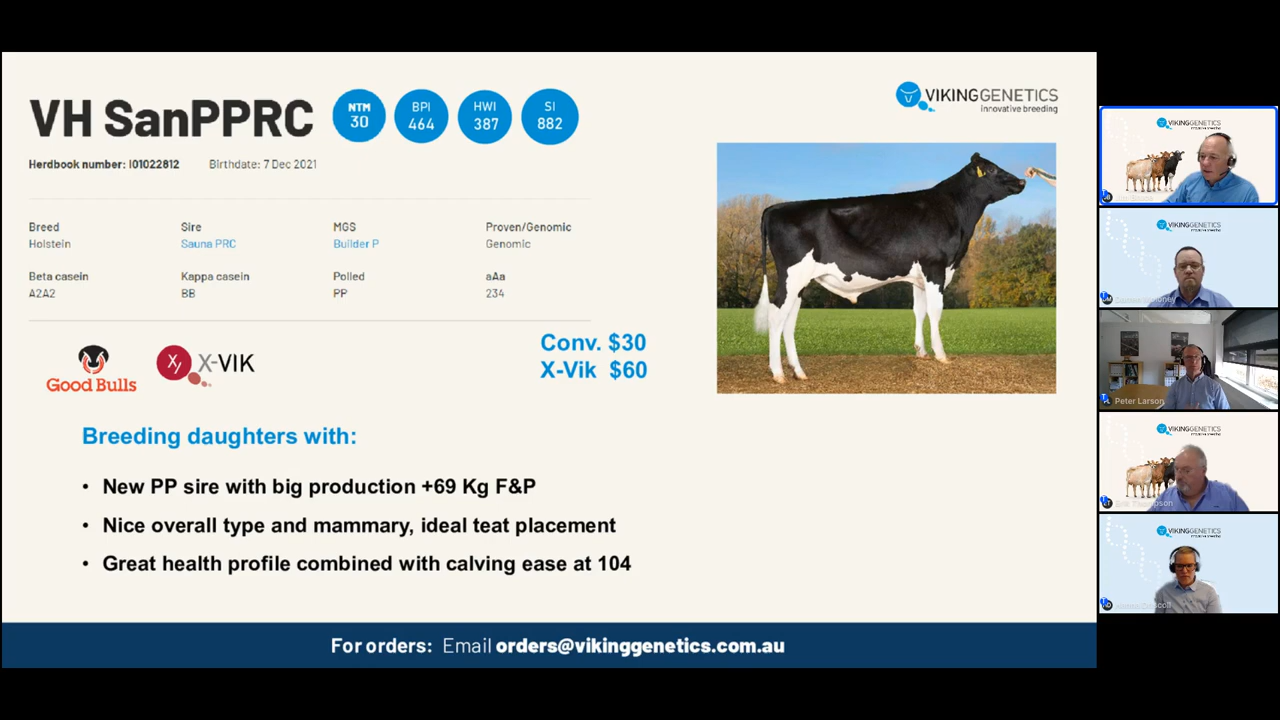 VH SanPPRC
NTM
30
BPI
464
HWI
387
SI
882
VIKINGGENETICS
innovative breeding
Herdbook number: I01022812
Birthdate: 7 Dec 2021
Breed
Holstein
Sire
Sauna PRC
MGS
Builder P
Proven/Genomic
Genomic
Beta casein
A2A2
Kappa casein
BB
Polled
PP
aAa
234
Good Bulls
Xy X-VIK
Conv. $30
X-Vik $60
Breeding daughters with:
• New PP sire with big production +69 Kg F&P
• Nice overall type and mammary, ideal teat placement
• Great health profile combined with calving ease at 104
For orders: Email orders@vikinggenetics.com.au
VIKINGGENETICS
VIKINGGENETICS
Peter Larson
VIKINGGENETICS
VIKINGGENETICS